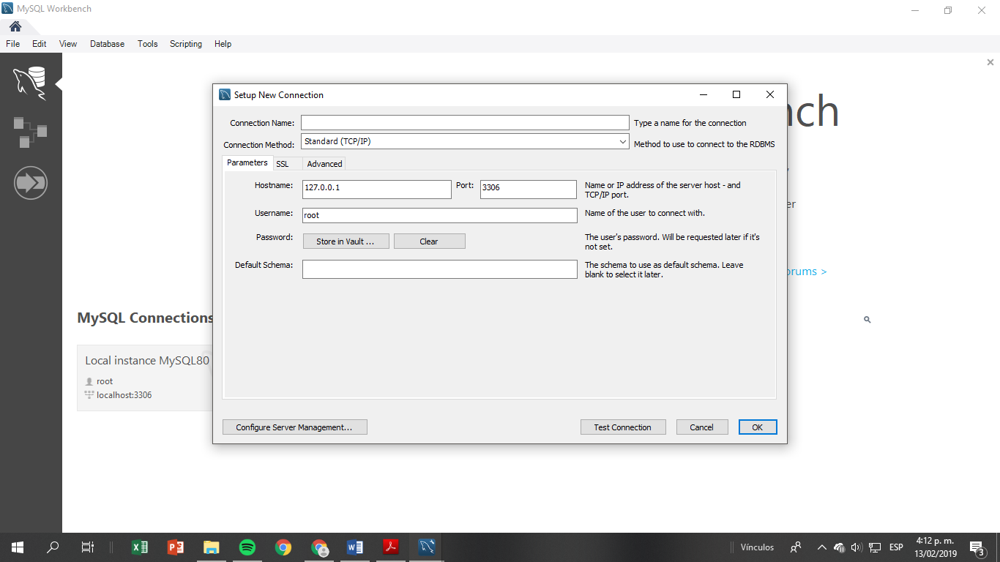 MySQL Workbench
File Edit View Database Tools Scripting Help
Setup New Connection
nch
Connection Name: Type a name for the connection
Connection Method: Standard (TCP/IP) Method to use to connect to the RDBMS
Parameters SSL Advanced
Hostname: 127.0.0.1 Port: 3306 Name or IP address of the server host - and
TCP/IP port.
er
Username: root Name of the user to connect with.
Password: Store in Vault ... Clear The user's password. Will be requested later if it's
not set.
Default Schema: The schema to use as default schema. Leave
blank to select it later.
orums >
MySQL Connections
Local instance MySQL80
root
localhost:3306
Configure Server Management... Test Connection Cancel OK
Vínculos ESP 4:12 p. m.
13/02/2019
3